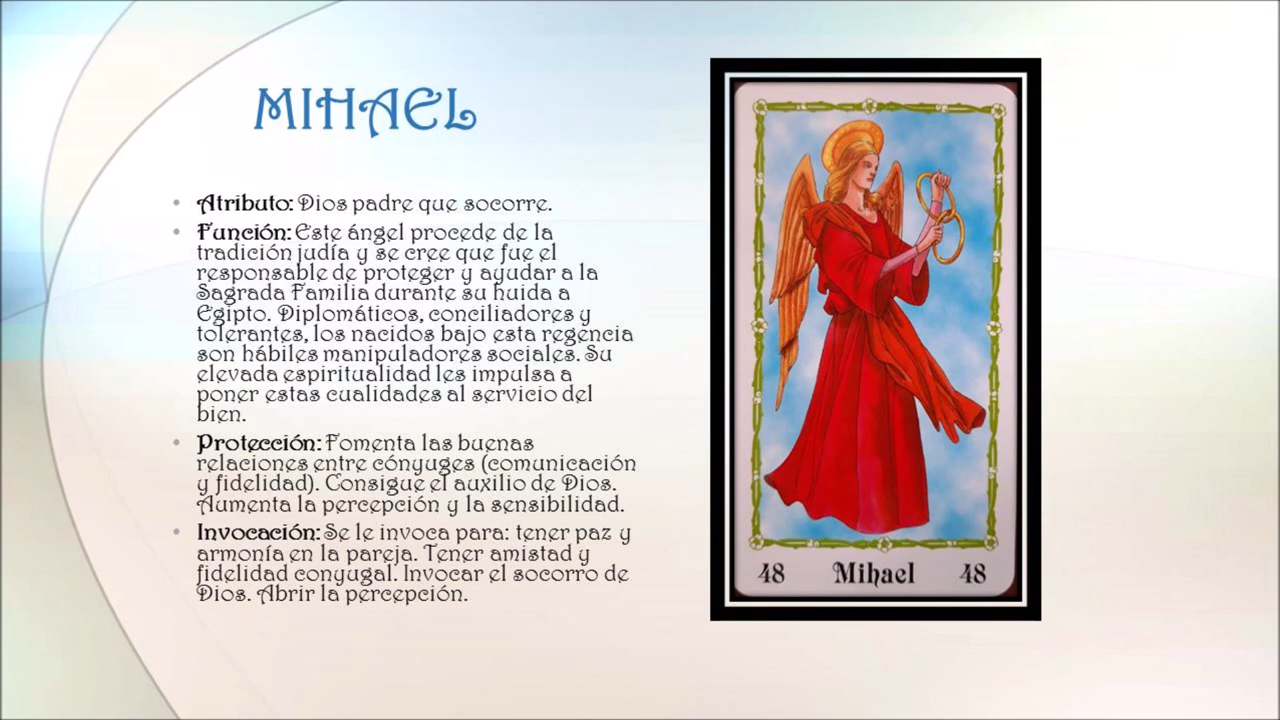 MIHAEL
• Atributo: Dios padre que socorre.
• Función: Este ángel procede de la
tradición judía y se cree que fue el
responsable de proteger y ayudar a la
Sagrada Familia durante su huida a
Egipto. Diplomáticos, conciliadores y
tolerantes, los nacidos bajo esta regencia
son hábiles manipuladores sociales. Su
elevada espiritualidad les impulsa a
poner estas cualidades al servicio del
bien.
• Protección: Fomenta las buenas
relaciones entre cónyuges (comunicación
y fidelidad). Consigue el auxilio de Dios.
Aumenta la percepción y la sensibilidad.
• Invocación: Se le invoca para: tener paz y
armonía en la pareja. Tener amistad y
fidelidad conyugal. Invocar el socorro de
Dios. Abrir la percepción.
48 Mihael 48